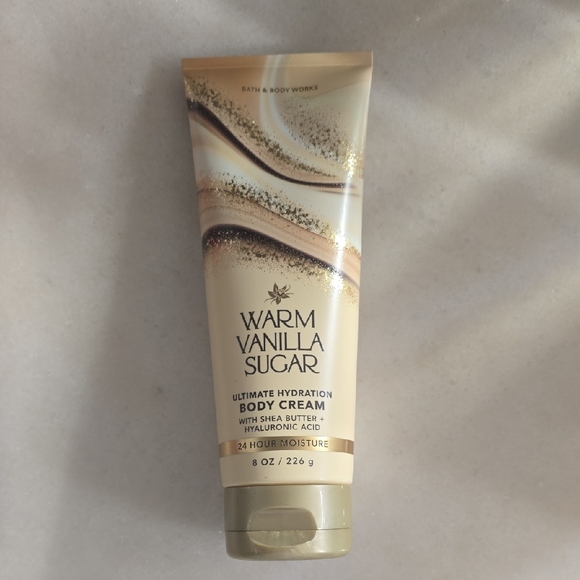 BATH & BODY WORKS
WARM
VANILLA
SUGAR
ULTIMATE HYDRATION
BODY CREAM
WITH SHEA BUTTER +
HYALURONIC ACID
24 HOUR MOISTURE
8 OZ / 226 g